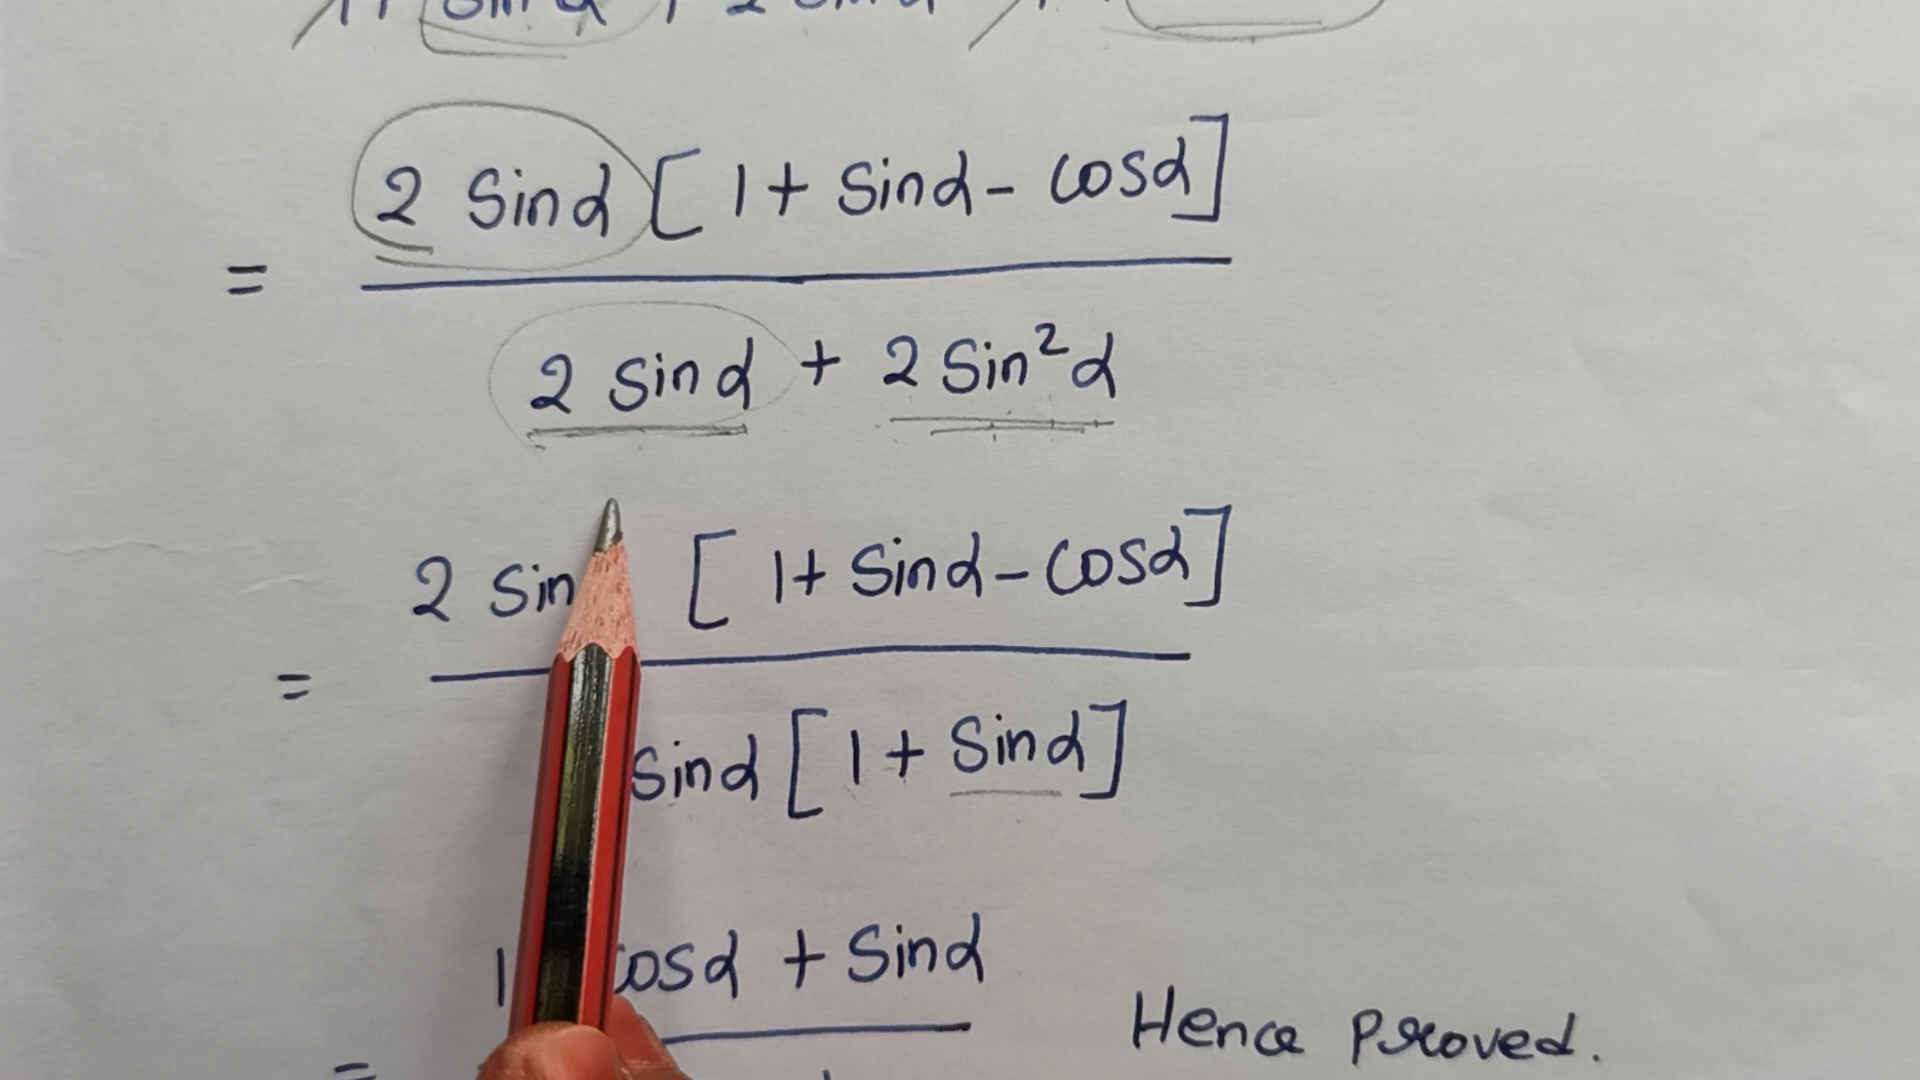 2 Sinα [ 1 + Sinα - cosα ]
=
2 Sinα + 2 Sin²α
2 Sin [ 1 + Sinα - cosα ]
=
Sinα [ 1 + Sinα ]
1 cosα + Sinα
Hence Proved.
=